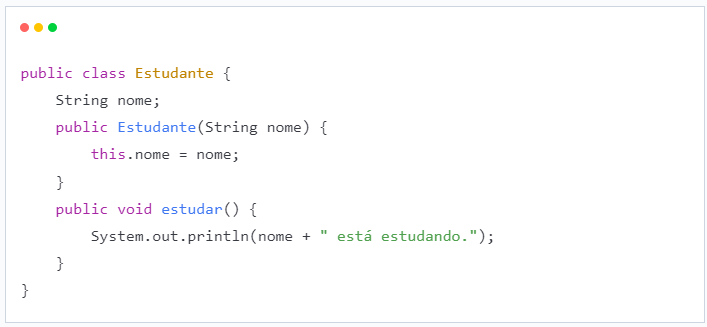 public class Estudante {
    String nome;
    public Estudante(String nome) {
        this.nome = nome;
    }
    public void estudar() {
        System.out.println(nome + " está estudando.");
    }
}